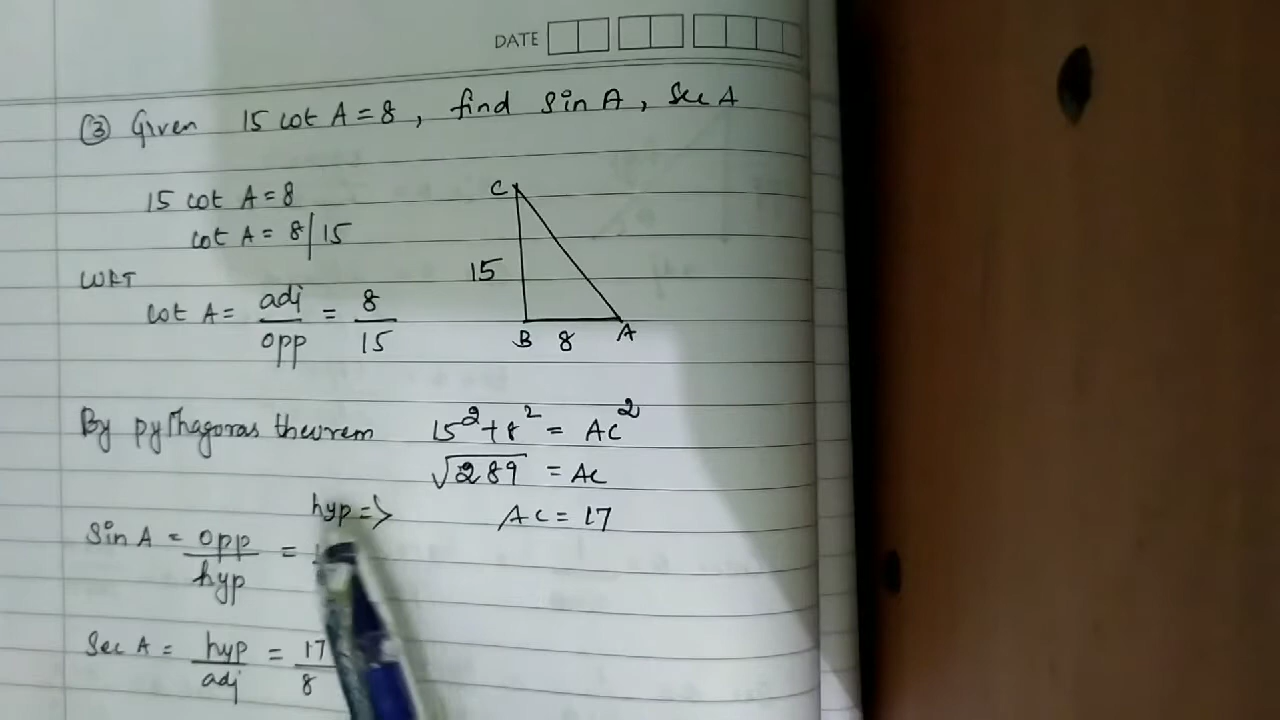 DATE
③ Given 15 cot A = 8, find sin A, sec A
15 cot A = 8
cot A = 8/15
WKT
cot A = adj/opp = 8/15
C
15
B 8 A
By pythagoras theorem 15² + 8² = AC²
√289 = AC
hyp => AC = 17
Sin A = opp/hyp =
Sec A = hyp/adj = 17/8